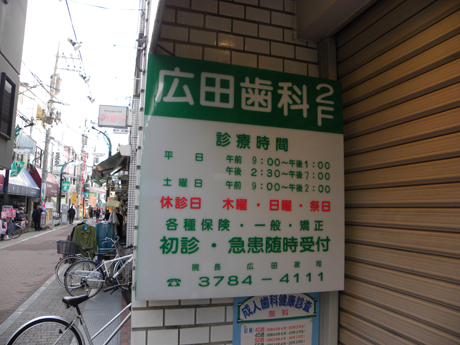 広田歯科 2F
診療時間
平日 午前 9:00〜午後1:00
午後 2:30〜午後7:00
土曜日 午前 9:00〜午後2:00
休診日 木曜・日曜・祭日
各種保険・一般・矯正
初診・急患随時受付
院長 広田
☎ 3784-4111
成人歯科健康診査
無料